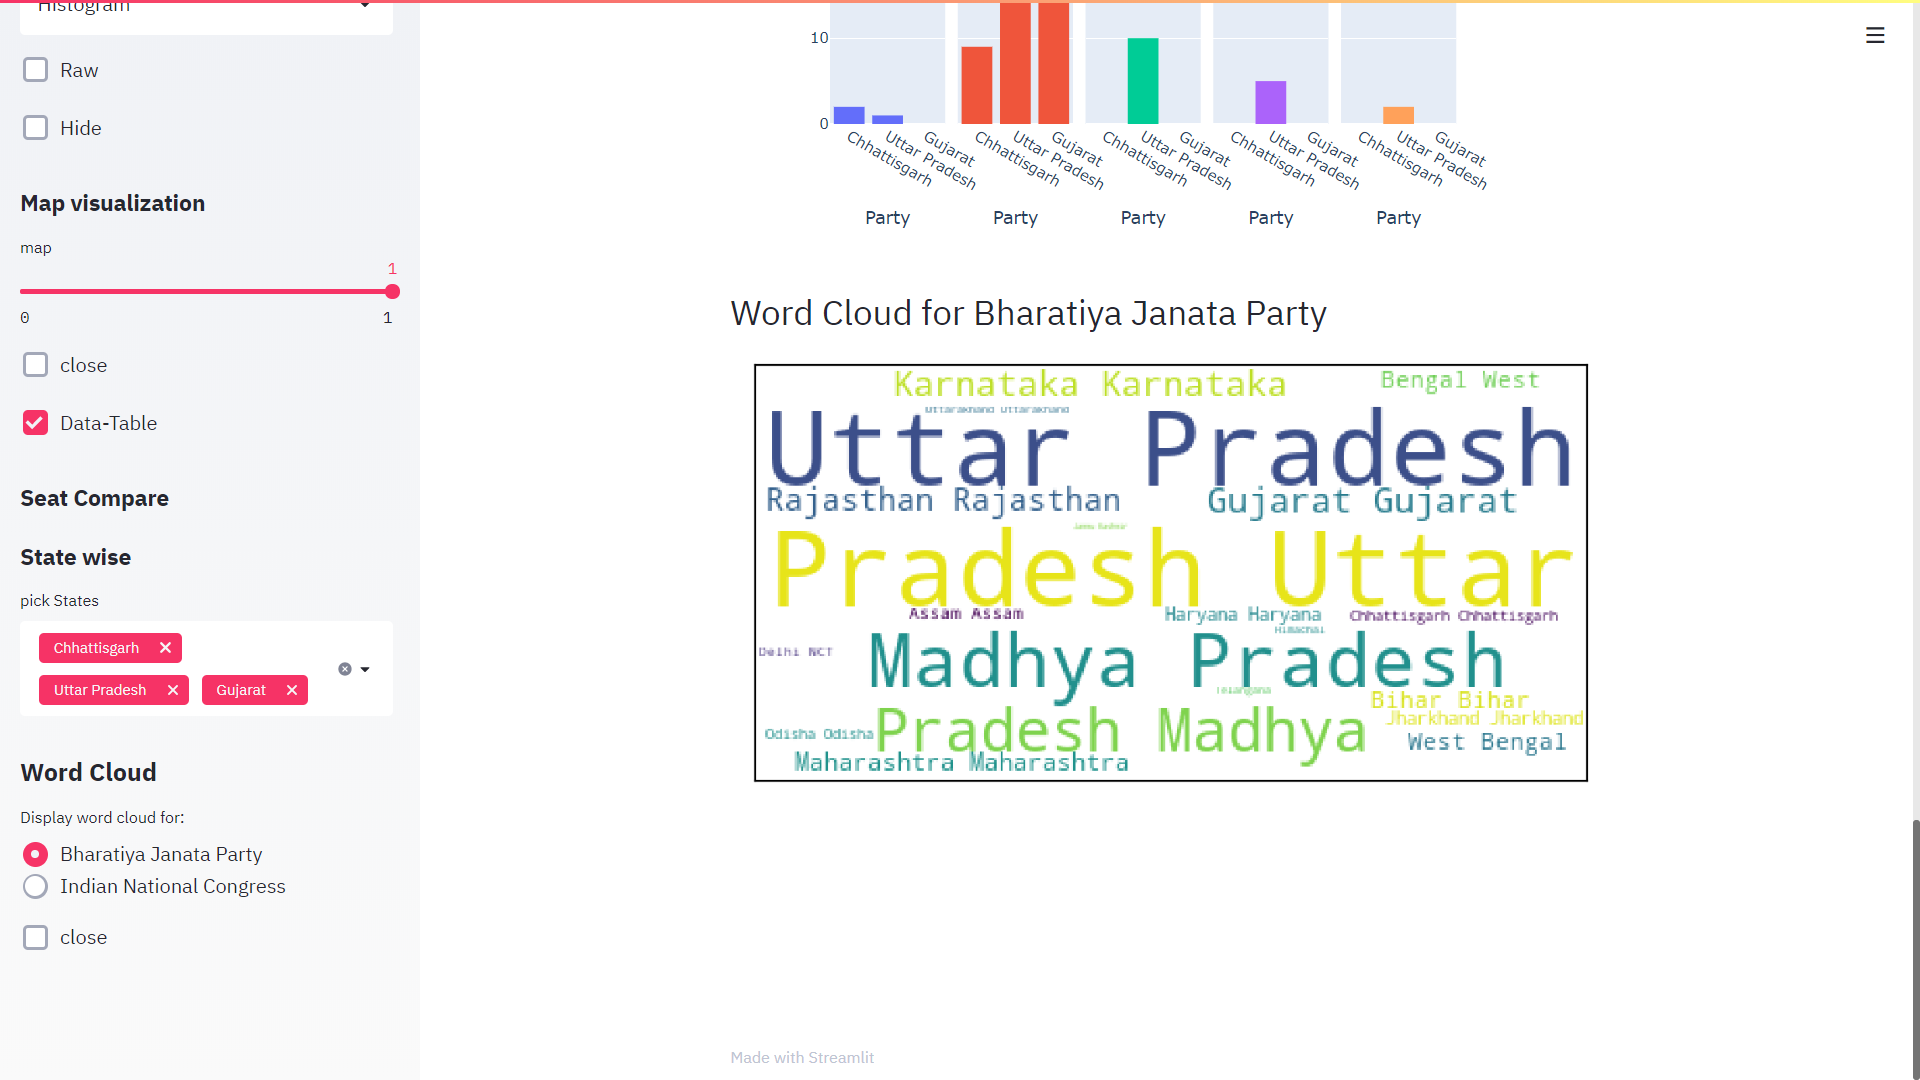 Histogram
Raw
Hide
Map visualization
map
1
0 1
close
Data-Table
Seat Compare
State wise
pick States
Chhattisgarh
Uttar Pradesh Gujarat
Word Cloud
Display word cloud for:
Bharatiya Janata Party
Indian National Congress
close
10
0
Chhattisgarh Uttar Pradesh Gujarat Chhattisgarh Uttar Pradesh Gujarat Chhattisgarh Uttar Pradesh Gujarat Chhattisgarh Uttar Pradesh Gujarat Chhattisgarh Uttar Pradesh Gujarat
Party Party Party Party Party
Word Cloud for Bharatiya Janata Party
Karnataka Karnataka Bengal West
Uttarakhand Uttarakhand
Uttar Pradesh
Rajasthan Rajasthan Gujarat Gujarat
Jammu Kashmir
Pradesh Uttar
Assam Assam Haryana Haryana Chhattisgarh Chhattisgarh
Himachal
Delhi NCT Madhya Pradesh
Telangana
Bihar Bihar
Jharkhand Jharkhand
Odisha Odisha Pradesh Madhya West Bengal
Maharashtra Maharashtra
Made with Streamlit